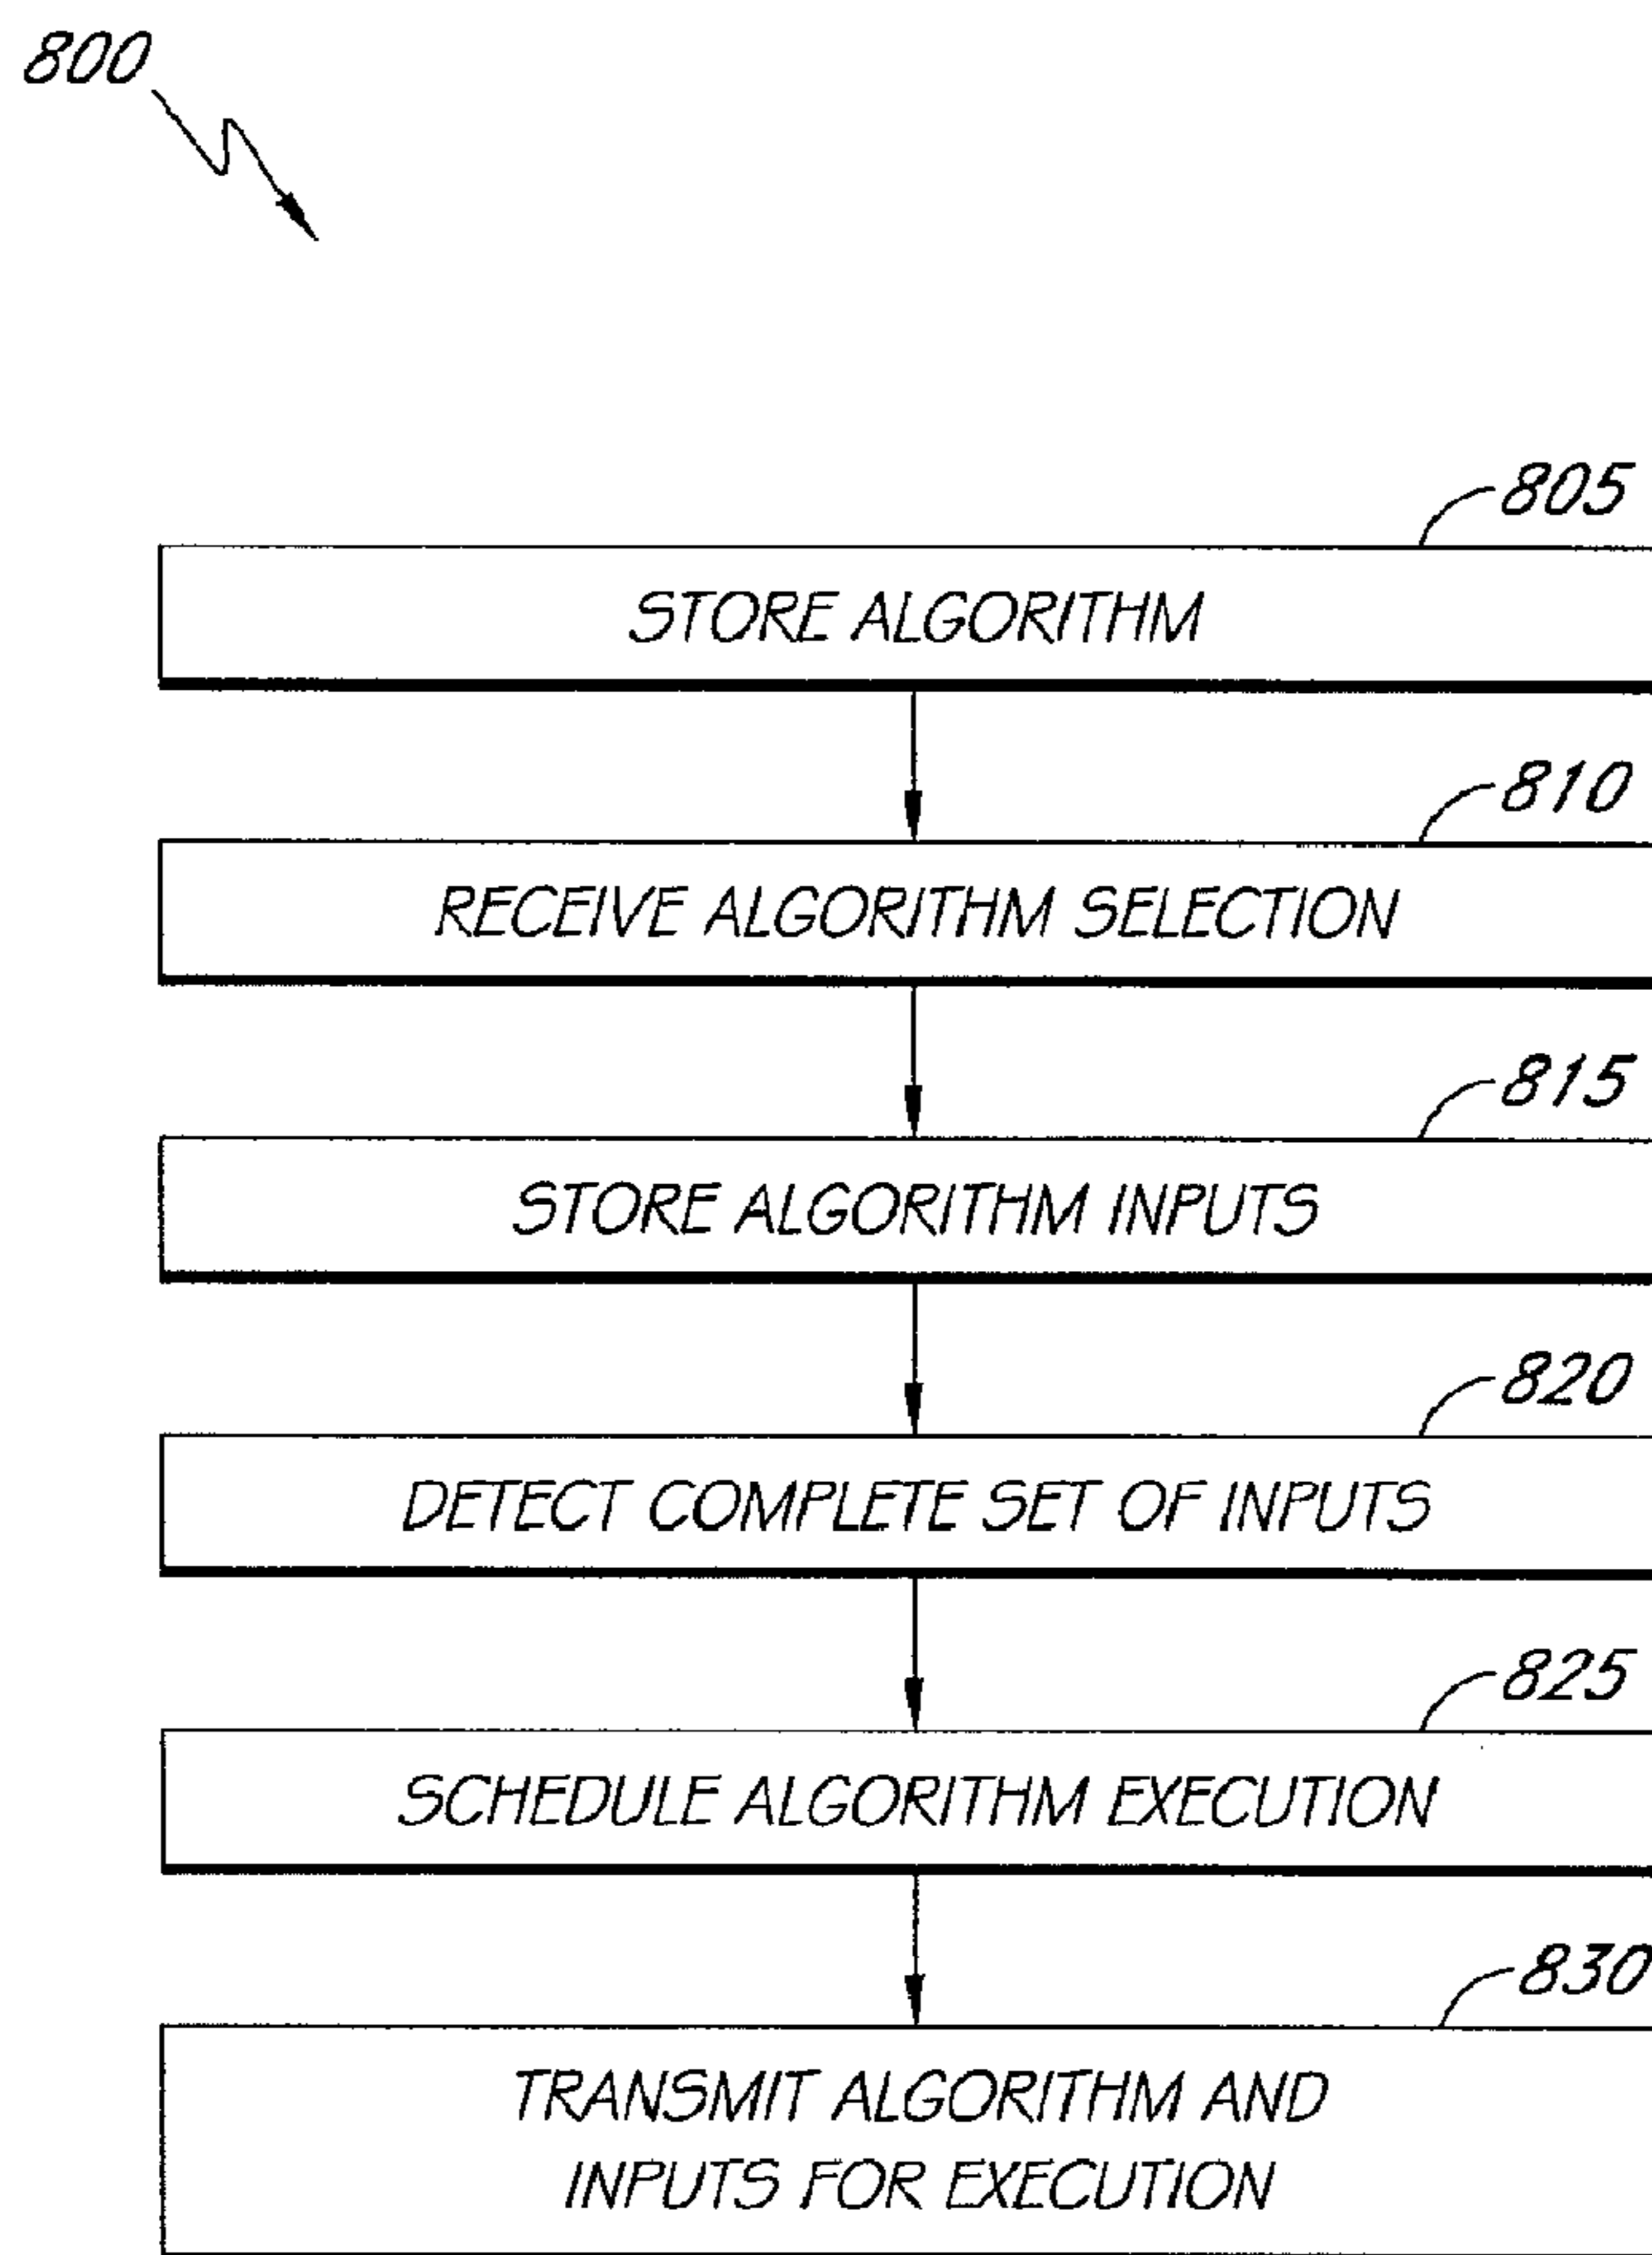 800
805
STORE ALGORITHM
810
RECEIVE ALGORITHM SELECTION
815
STORE ALGORITHM INPUTS
820
DETECT COMPLETE SET OF INPUTS
825
SCHEDULE ALGORITHM EXECUTION
830
TRANSMIT ALGORITHM AND
INPUTS FOR EXECUTION